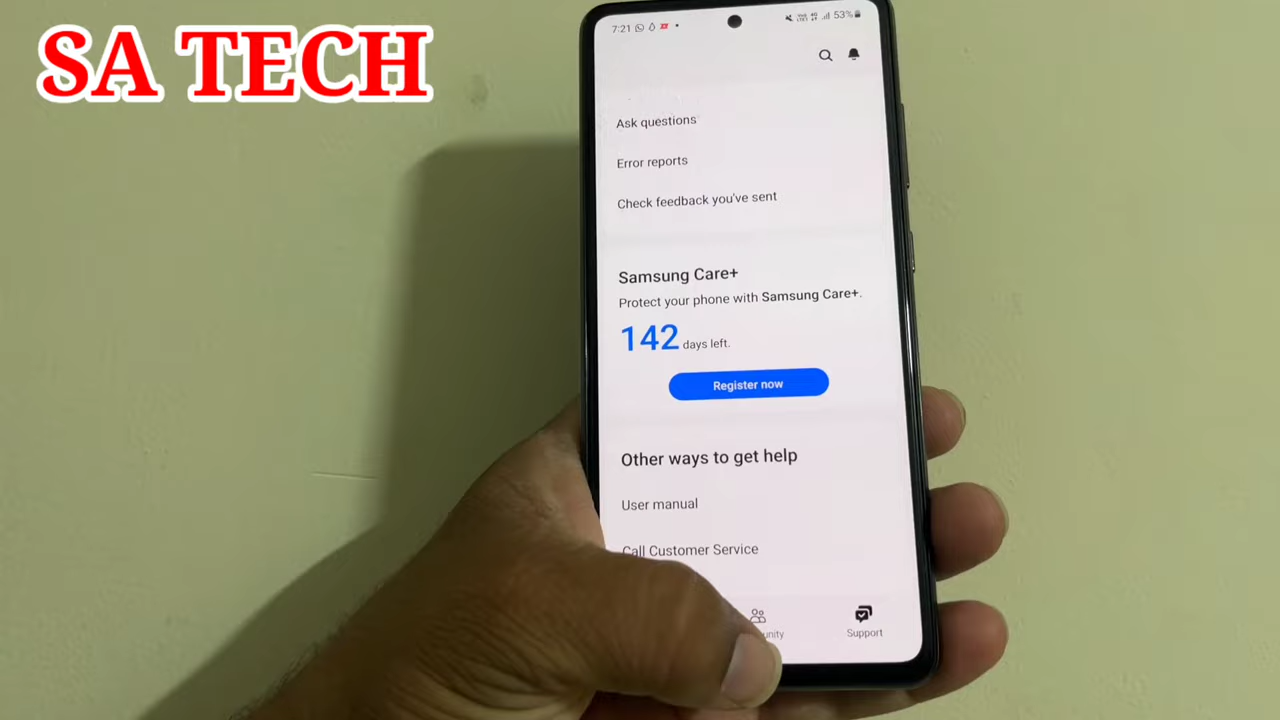 SA TECH
7:21
53%
Ask questions
Error reports
Check feedback you've sent
Samsung Care+
Protect your phone with Samsung Care+.
142 days left.
Register now
Other ways to get help
User manual
Call Customer Service
Support